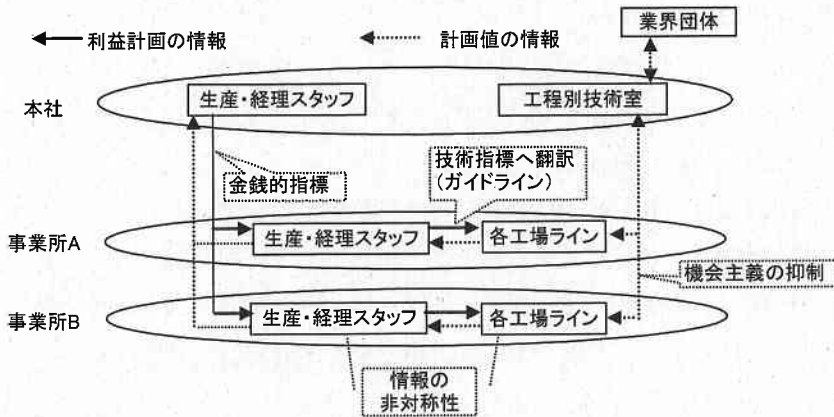 利益計画の情報
計画値の情報
業界団体
本社
生産・経理スタッフ
工程別技術室
金銭的指標
技術指標へ翻訳
(ガイドライン)
事業所A
生産・経理スタッフ
各工場ライン
機会主義の抑制
事業所B
生産・経理スタッフ
各工場ライン
情報の
非対称性